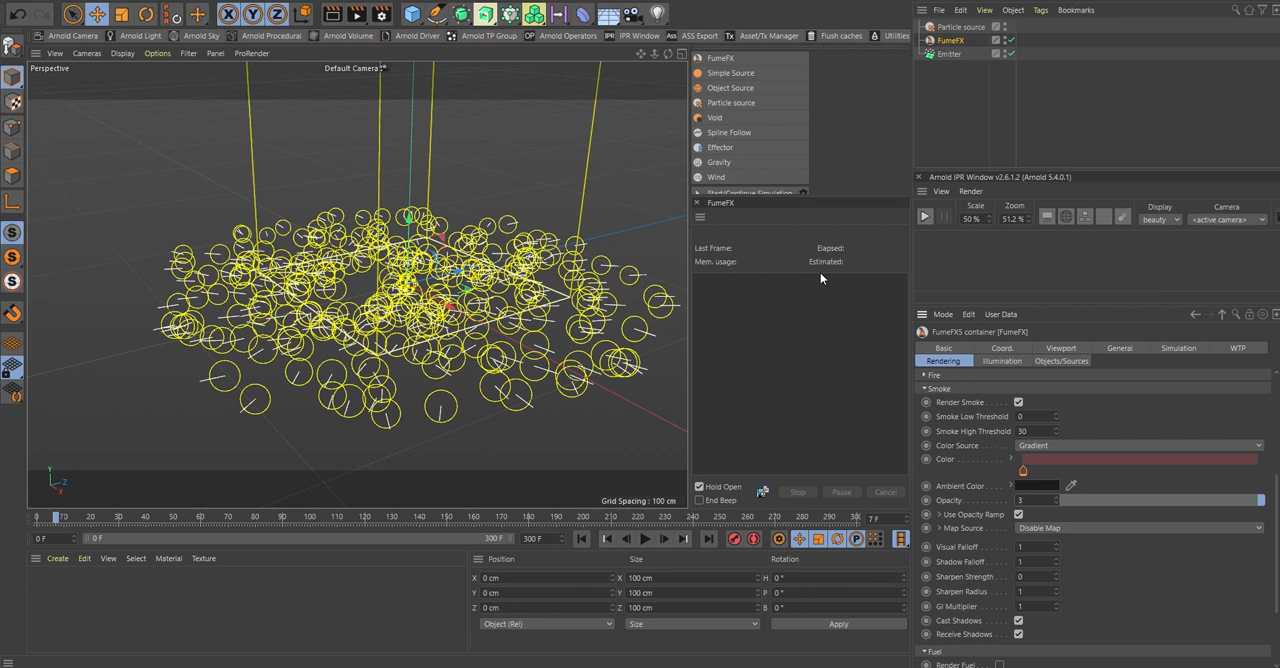 File Edit View Object Tags Bookmarks
Particle source
FumeFX
Emitter
Arnold Camera Arnold Light Arnold Sky Arnold Procedural Arnold Volume Arnold Driver Arnold TP Group Arnold Operators IPR IPR Window Ass ASS Export Tx Asset/Tx Manager Flush caches Utilities
View Cameras Display Options Filter Panel ProRender
Perspective
Default Camera
Grid Spacing : 100 cm
FumeFX
Simple Source
Object Source
Particle source
Void
Spline Follow
Effector
Gravity
Wind
Start/Continue Simulation
FumeFX
Last Frame: Elapsed:
Mem. usage: Estimated:
Hold Open
End Beep
Stop Pause Cancel
Arnold IPR Window v2.6.1.2 (Arnold 5.4.0.1)
View Render
Scale Zoom Display Camera
50 % 51.2 % beauty <active camera>
Mode Edit User Data
FumeFX5 container [FumeFX]
Basic Coord. Viewport General Simulation WTP
Rendering Illumination Objects/Sources
Fire
Smoke
Render Smoke
Smoke Low Threshold 0
Smoke High Threshold 30
Color Source Gradient
Color
Ambient Color
Opacity 3
Use Opacity Ramp
Map Source Disable Map
Visual Falloff 1
Shadow Falloff 1
Sharpen Strength 0
Sharpen Radius 1
GI Multiplier 1
Cast Shadows
Receive Shadows
Fuel
Render Fuel
0 70 20 30 40 50 60 70 80 90 100 110 120 130 140 150 160 170 180 190 200 210 220 230 240 250 260 270 280 290 30
7 F
0 F 0 F 300 F 300 F
Create Edit Select Material Texture
Position Size Rotation
X 0 cm X 100 cm H 0 °
Y 0 cm Y 100 cm P 0 °
Z 0 cm Z 100 cm B 0 °
Object (Rel) Size Apply